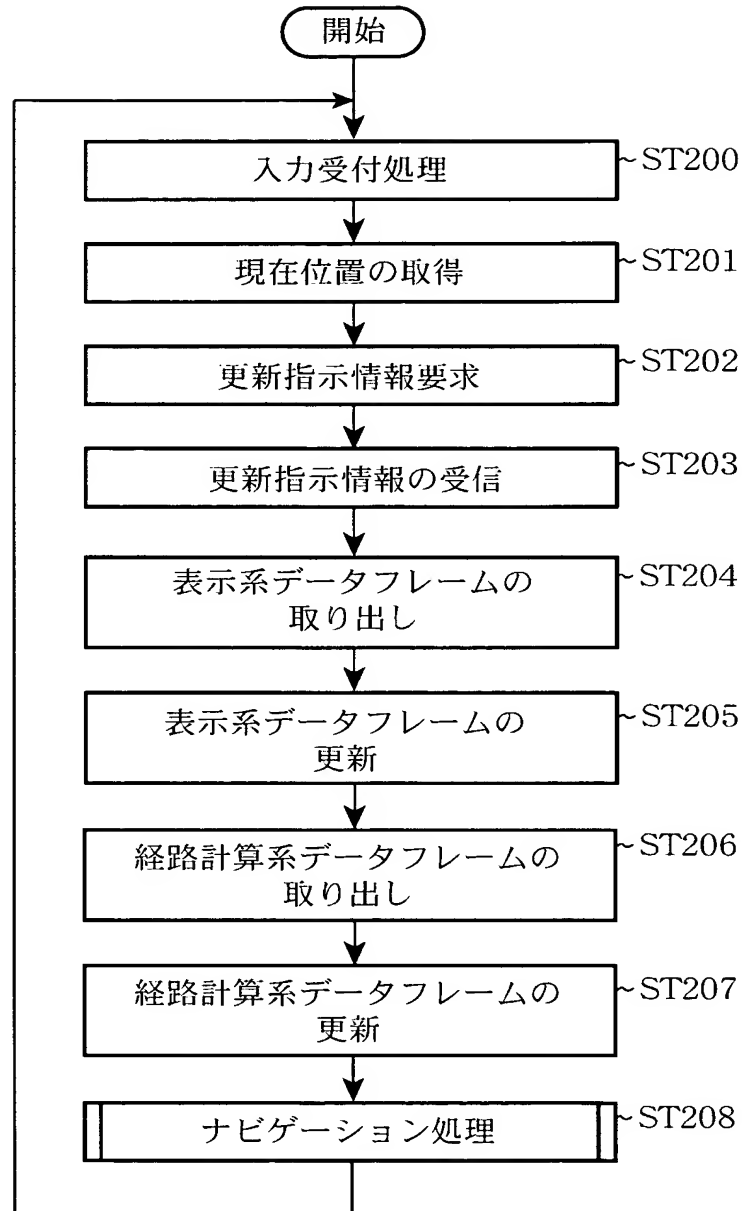 開始
入力受付処理
ST200
現在位置の取得
ST201
更新指示情報要求
ST202
更新指示情報の受信
ST203
表示系データフレームの
取り出し
ST204
表示系データフレームの
更新
ST205
経路計算系データフレームの
取り出し
ST206
経路計算系データフレームの
更新
ST207
ナビゲーション処理
ST208